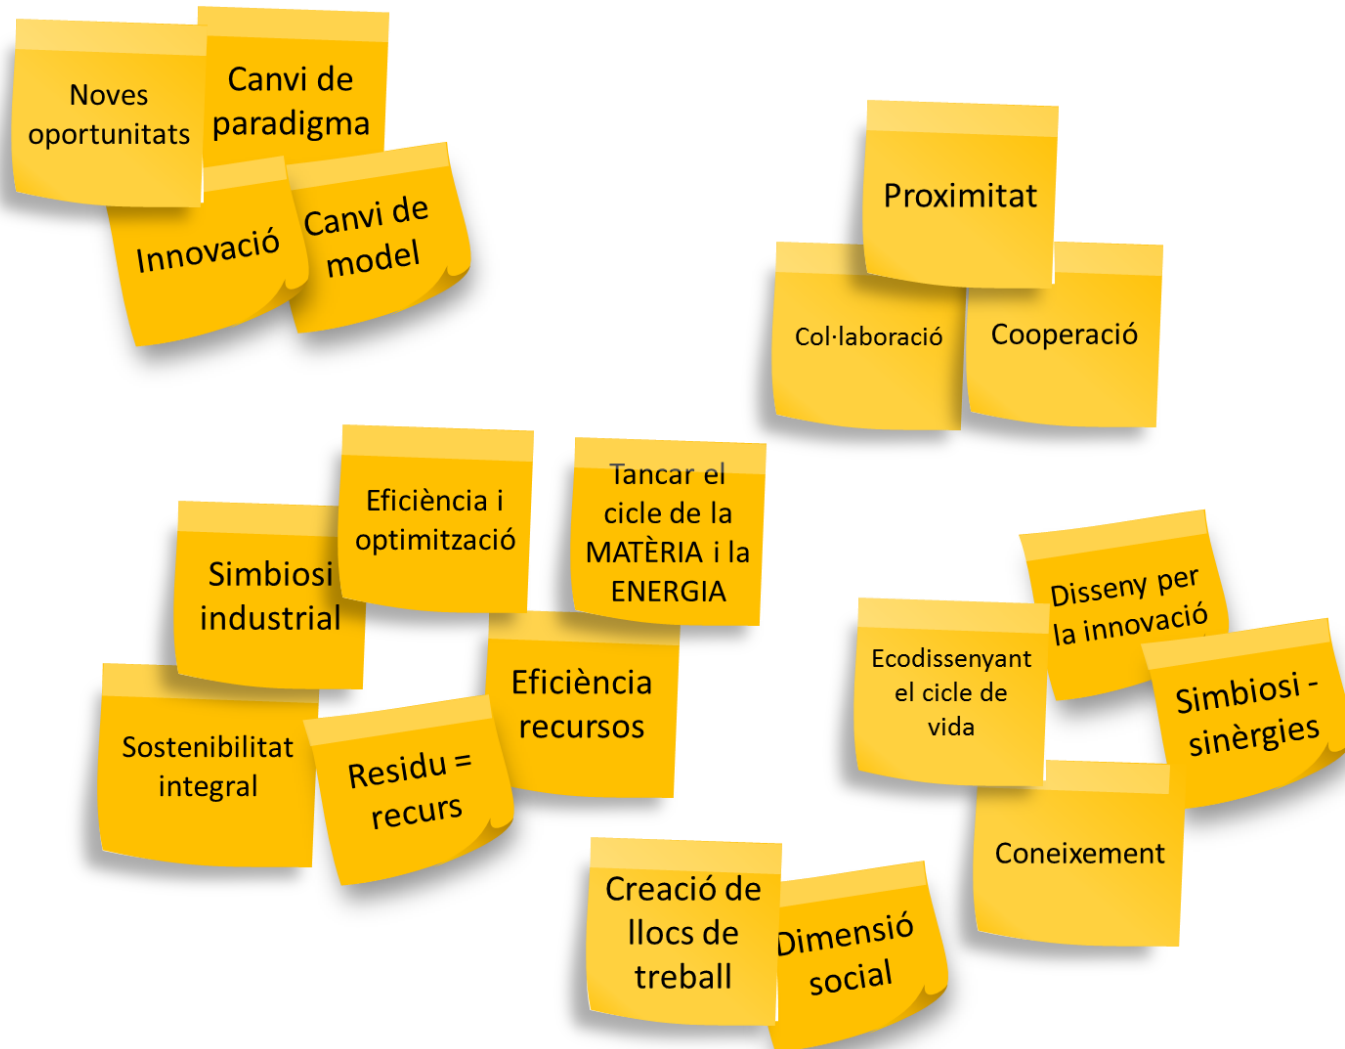 Noves
oportunitats
Canvi de
paradigma
Innovació
Canvi de
model
Proximitat
Col·laboració
Cooperació
Eficiència i
optimització
Tancar el
cicle de la
MATÈRIA i la
ENERGIA
Simbiosi
industrial
Eficiència
recursos
Sostenibilitat
integral
Residu =
recurs
Disseny per
la innovació
Ecodissenyant
el cicle de
vida
Simbiosi -
sinèrgies
Coneixement
Creació de
llocs de
treball
Dimensió
social